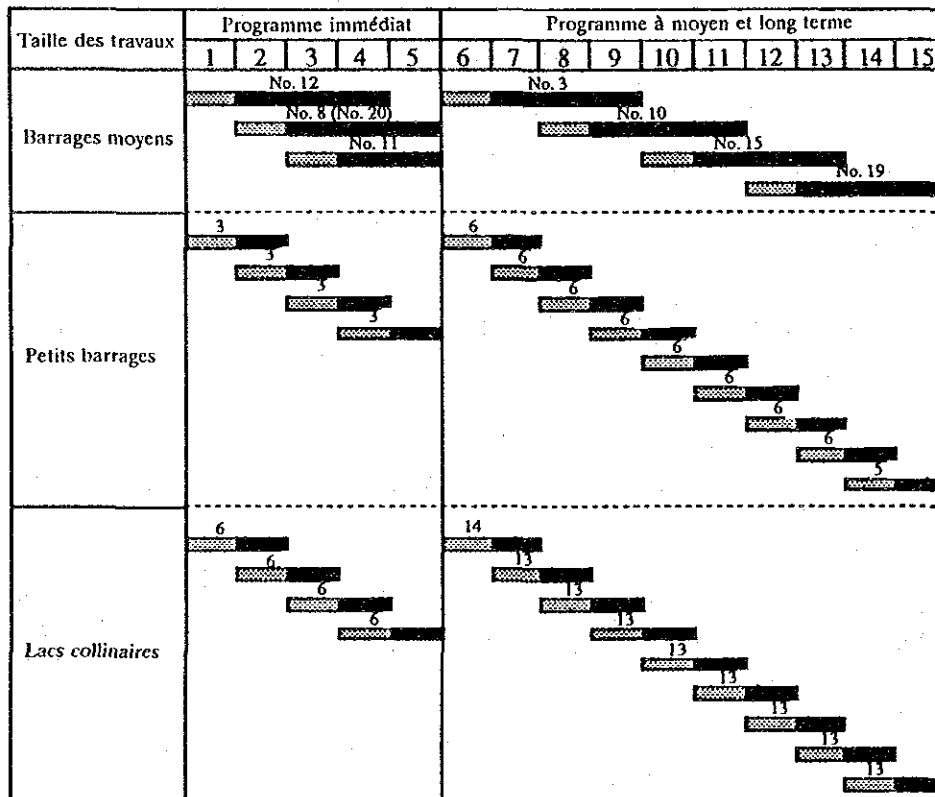 Taille des travaux
Programme immédiat
Programme à moyen et long terme
1 2 3 4 5 6 7 8 9 10 11 12 13 14 15
Barrages moyens
No. 12
No. 3
No. 8 (No. 20)
No. 10
No. 11
No. 15
No. 19
Petits barrages
3 6
3 6
3 6
3 6
6
6
6
6
5
Lacs collinaires
6 14
6 13
6 13
6 13
13
13
13
13
13